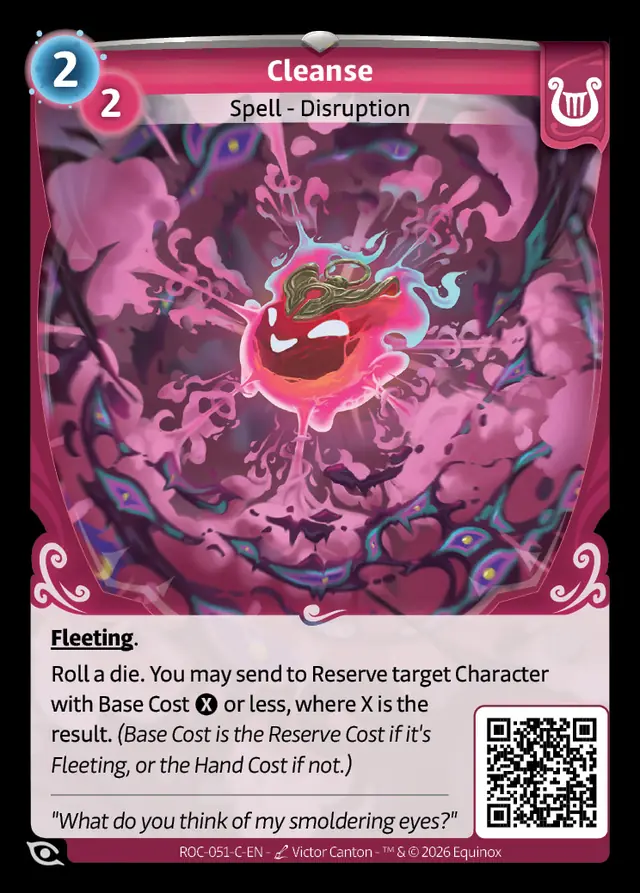 2
Cleanse
2
Spell - Disruption
Fleeting.
Roll a die. You may send to Reserve target Character
with Base Cost X or less, where X is the
result. (Base Cost is the Reserve Cost if it's
Fleeting, or the Hand Cost if not.)
"What do you think of my smoldering eyes?"
ROC-051-C-EN - Victor Canton - ™ & © 2026 Equinox